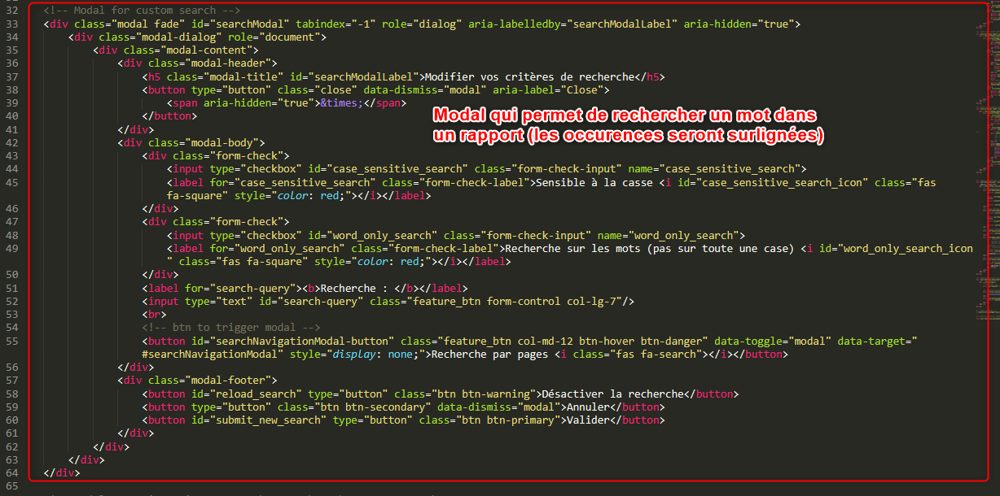 32 <!-- Modal for custom search -->
33 <div class="modal fade" id="searchModal" tabindex="-1" role="dialog" aria-labelledby="searchModalLabel" aria-hidden="true">
34 <div class="modal-dialog" role="document">
35 <div class="modal-content">
36 <div class="modal-header">
37 <h5 class="modal-title" id="searchModalLabel">Modifier vos critères de recherche</h5>
38 <button type="button" class="close" data-dismiss="modal" aria-label="Close">
39 <span aria-hidden="true">&times;</span>
40 </button>
Modal qui permet de rechercher un mot dans
un rapport (les occurences seront surlignées)
41 </div>
42 <div class="modal-body">
43 <div class="form-check">
44 <input type="checkbox" id="case_sensitive_search" class="form-check-input" name="case_sensitive_search">
45 <label for="case_sensitive_search" class="form-check-label">Sensible à la casse <i id="case_sensitive_search_icon" class="fas
fa-square" style="color: red;"></i></label>
46 </div>
47 <div class="form-check">
48 <input type="checkbox" id="word_only_search" class="form-check-input" name="word_only_search">
49 <label for="word_only_search" class="form-check-label">Recherche sur les mots (pas sur toute une case) <i id="word_only_search_icon
" class="fas fa-square" style="color: red;"></i></label>
50 </div>
51 <label for="search-query"><b>Recherche : </b></label>
52 <input type="text" id="search-query" class="feature_btn form-control col-lg-7"/>
53 <br>
54 <!-- btn to trigger modal -->
55 <button id="searchNavigationModal-button" class="feature_btn col-md-12 btn-hover btn-danger" data-toggle="modal" data-target="
#searchNavigationModal" style="display: none;">Recherche par pages <i class="fas fa-search"></i></button>
56 </div>
57 <div class="modal-footer">
58 <button id="reload_search" type="button" class="btn btn-warning">Désactiver la recherche</button>
59 <button type="button" class="btn btn-secondary" data-dismiss="modal">Annuler</button>
60 <button id="submit_new_search" type="button" class="btn btn-primary">Valider</button>
61 </div>
62 </div>
63 </div>
64 </div>
65